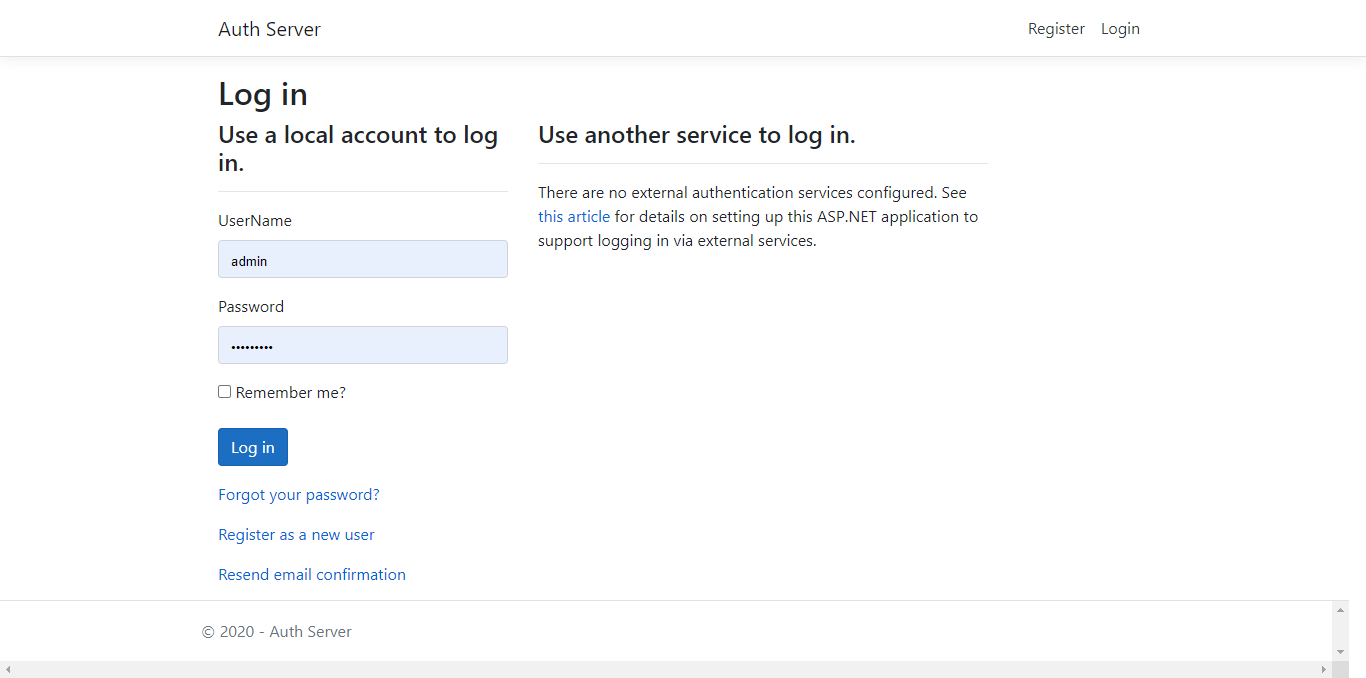 Auth Server
Register
Login
Log in
Use a local account to log
in.
UserName
admin
Password
•••••••••
Remember me?
Log in
Forgot your password?
Register as a new user
Resend email confirmation
Use another service to log in.
There are no external authentication services configured. See
this article for details on setting up this ASP.NET application to
support logging in via external services.
© 2020 - Auth Server